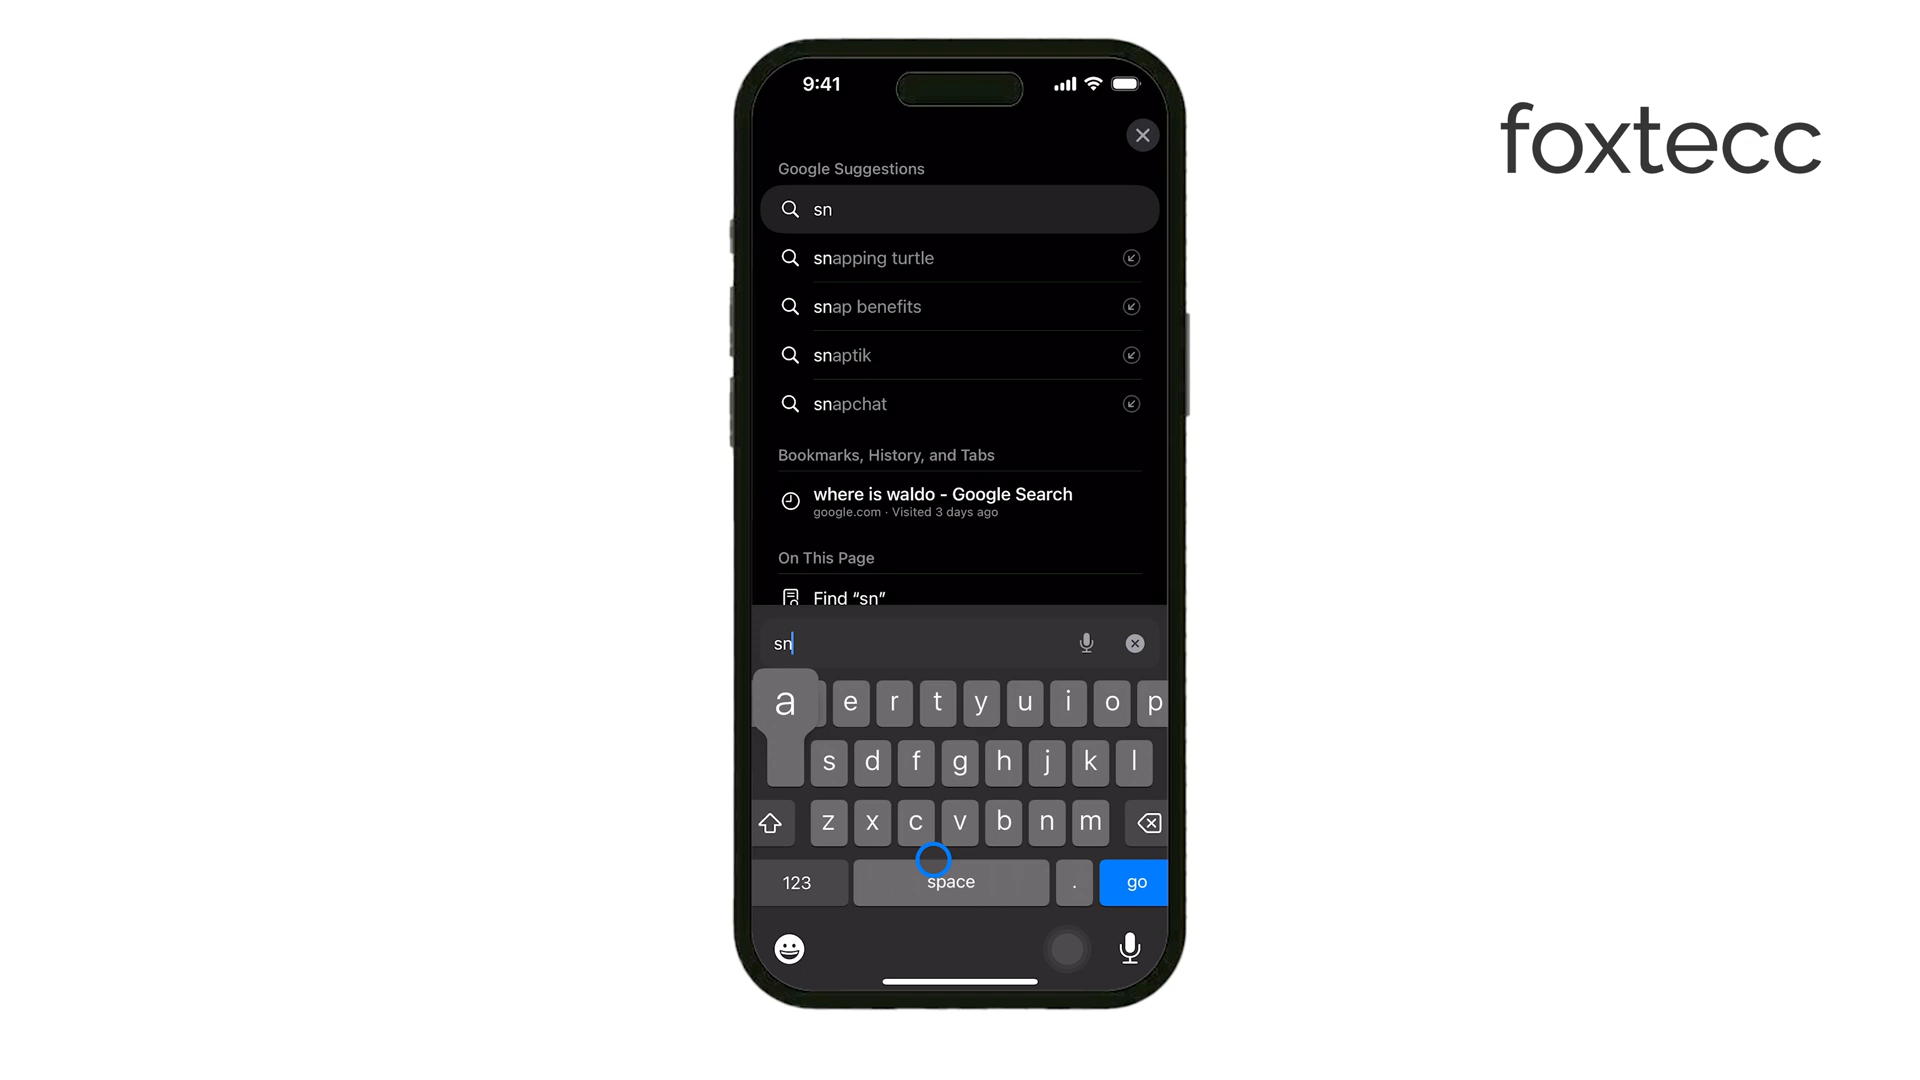 9:41
foxtecc
Google Suggestions
sn
snapping turtle
snap benefits
snaptik
snapchat
Bookmarks, History, and Tabs
where is waldo - Google Search
google.com · Visited 3 days ago
On This Page
Find “sn”
sn
a e r t y u i o p
s d f g h j k l
z x c v b n m
123 space . go